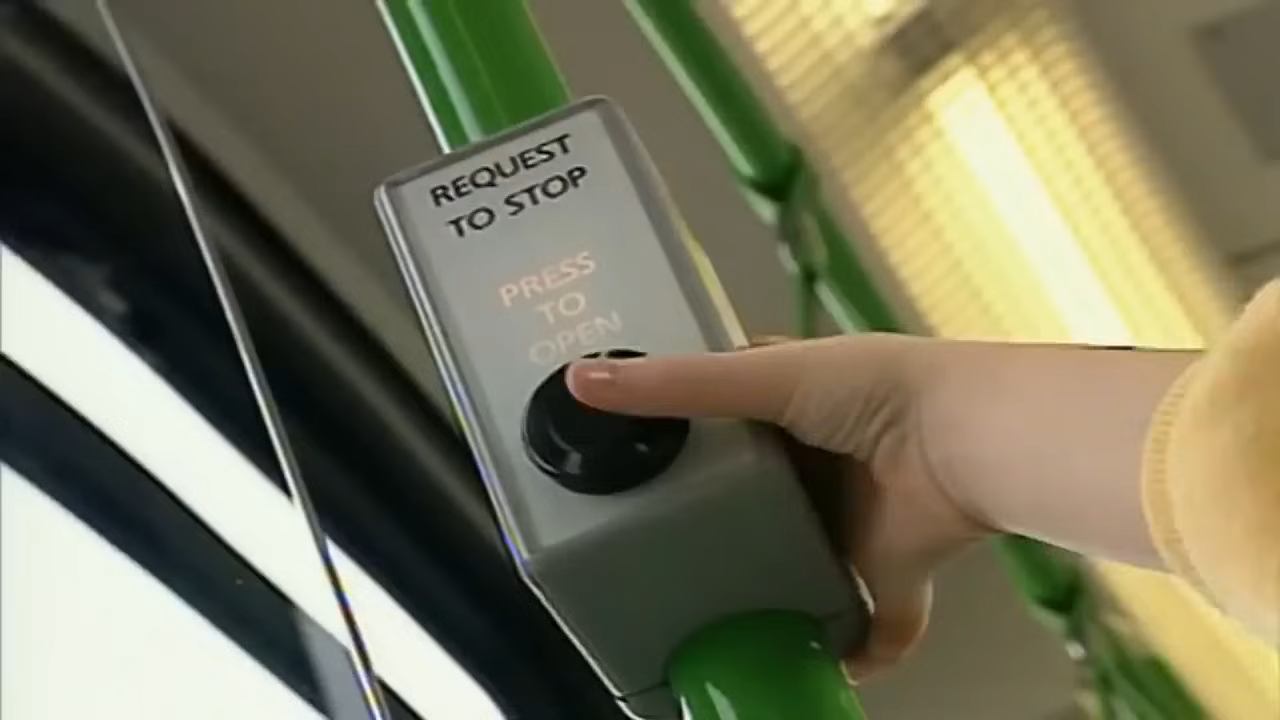 REQUEST
TO STOP
PRESS
TO
OPEN